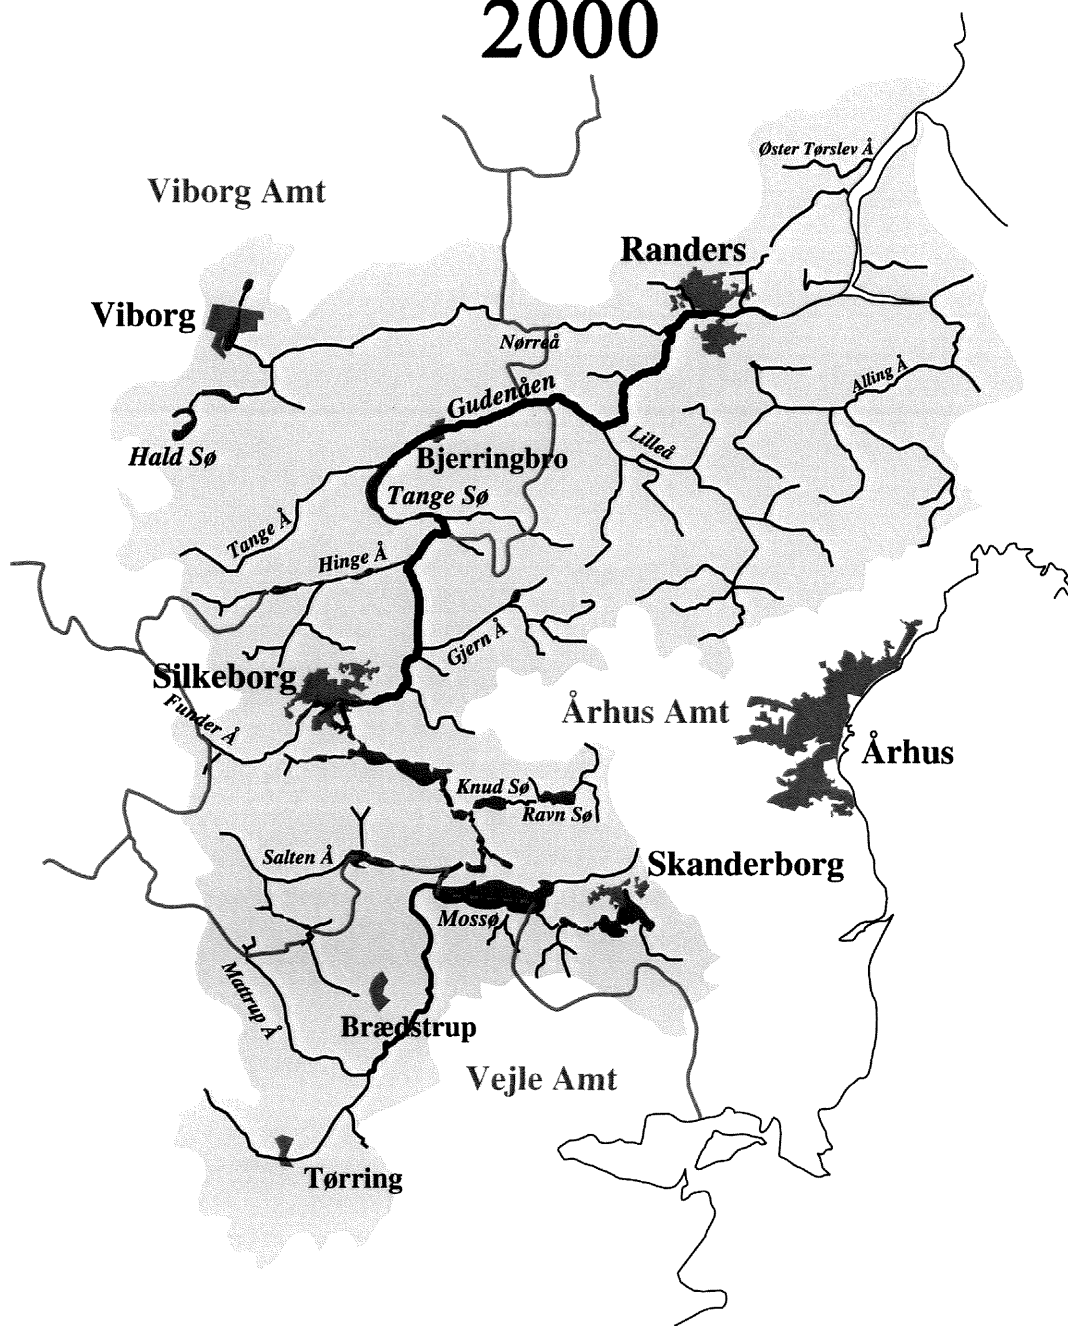 2000
Øster Tørslev Å
Viborg Amt
Randers
Viborg
Nørreå
Alling Å
Gudenåen
Lilleå
Hald Sø
Bjerringbro
Tange Sø
Tange Å
Hinge Å
Gjern Å
Silkeborg
Funder Å
Århus Amt
Århus
Knud Sø
Ravn Sø
Salten Å
Skanderborg
Mossø
Mattrup Å
Brædstrup
Vejle Amt
Tørring